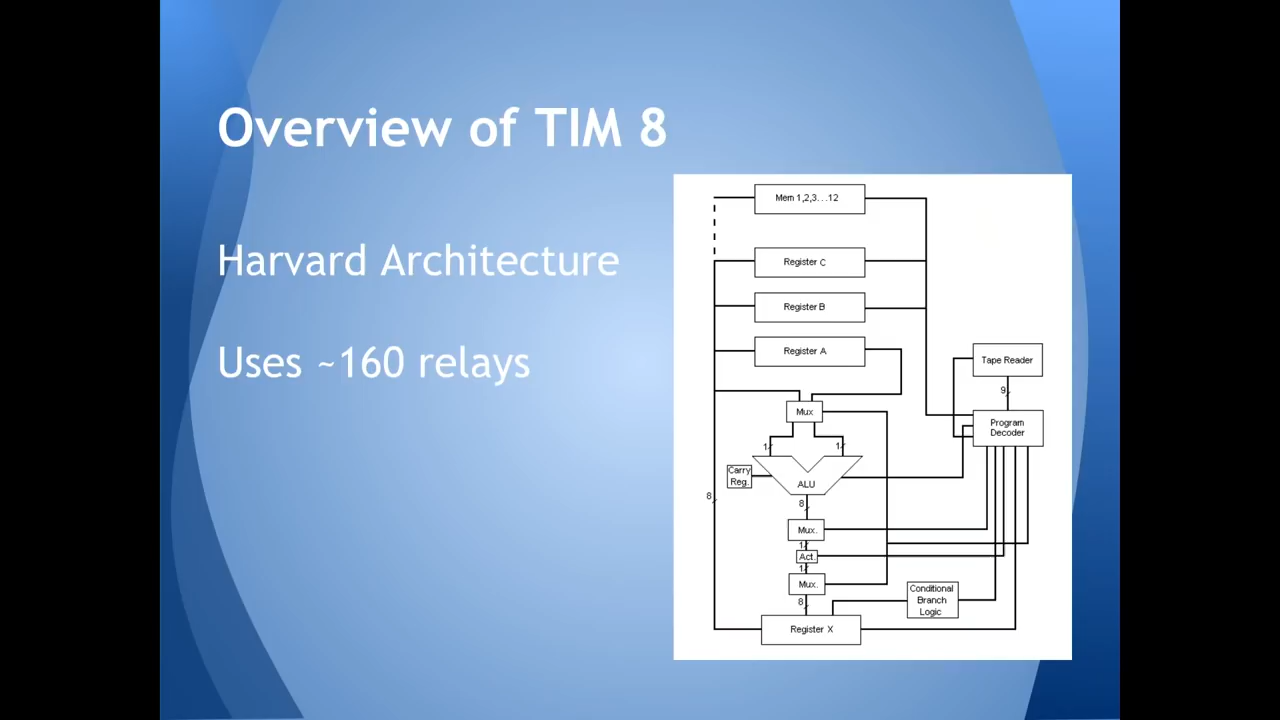 Overview of TIM 8
Harvard Architecture
Uses ~160 relays
Mem 1,2,3…12
Register C
Register B
Register A
Tape Reader
9
Mux
Program
Decoder
1
1
Carry
Reg.
ALU
8
8
Mux.
1
Act.
1
Mux.
8
Conditional
Branch
Logic
Register X